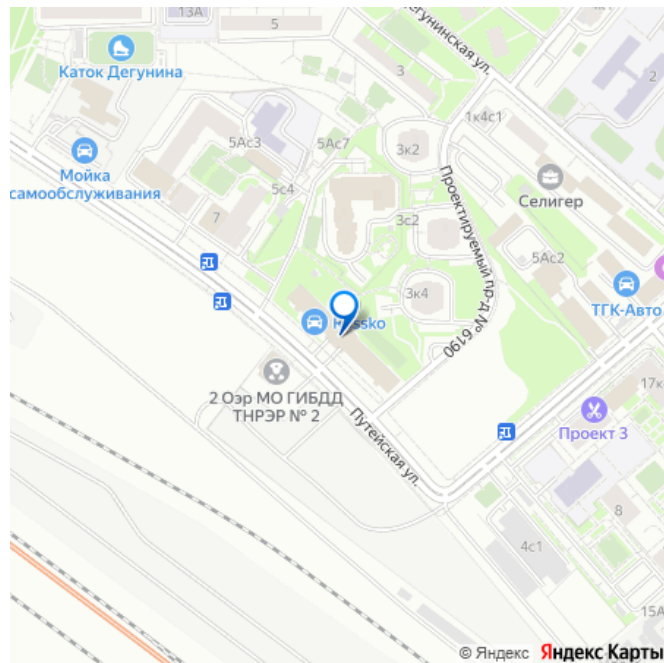 13А
5
Дегунинская ул.
Каток Дегунина
3
2
1к4с1
5Ас3
5Ас7
3к2
Мойка
самообслуживания
5с4
Селигер
7
3с2
5Ас2
Проектируемый пр-д № 6190
3к4
ТГК-Авто
2 Оэр МО ГИБДД
ТНРЭР № 2
17к
Путейская ул.
Проект 3
8
4с1
15А
© Яндекс Яндекс Карты